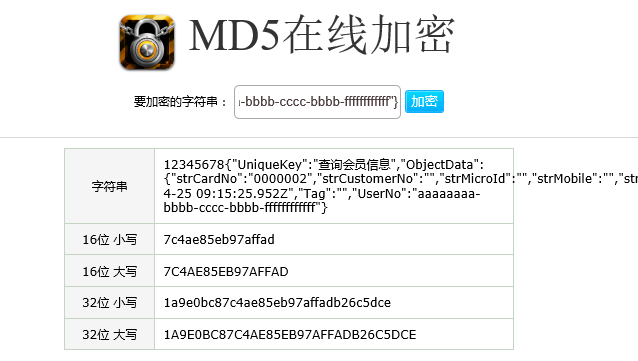 MD5在线加密
要加密的字符串： -bbbb-cccc-bbbb-ffffffffffff"} 加密
字符串
12345678{"UniqueKey":"查询会员信息","ObjectData":
{"strCardNo":"0000002","strCustomerNo":"","strMicroId":"","strMobile":"","str
4-25 09:15:25.952Z","Tag":"","UserNo":"aaaaaaaa-
bbbb-cccc-bbbb-ffffffffffff"}
16位 小写 7c4ae85eb97affad
16位 大写 7C4AE85EB97AFFAD
32位 小写 1a9e0bc87c4ae85eb97affadb26c5dce
32位 大写 1A9E0BC87C4AE85EB97AFFADB26C5DCE